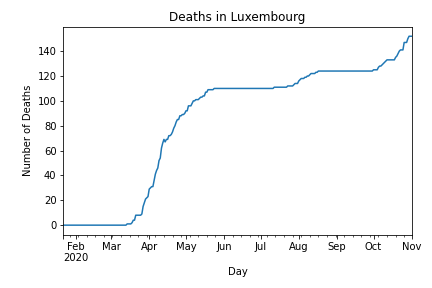 Deaths in Luxembourg
Number of Deaths
140
120
100
80
60
40
20
0
Feb Mar Apr May Jun Jul Aug Sep Oct Nov
2020
Day